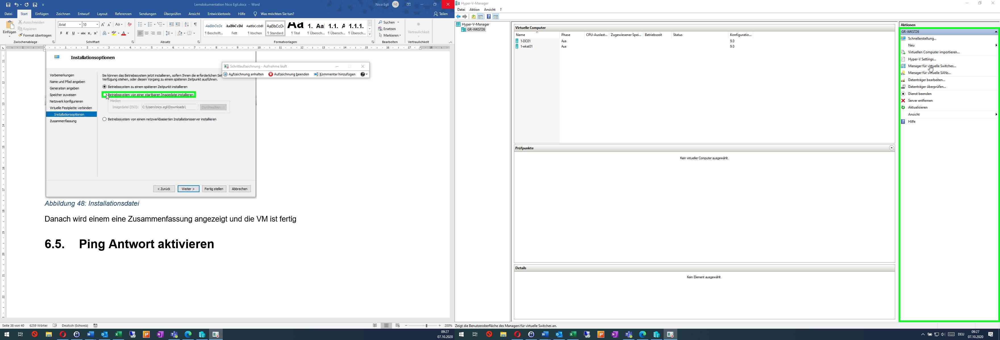 Lerndokumentation Nico Egli.docx - Word
Nico Egli
NE
Datei Start Einfügen Zeichnen Entwurf Layout Referenzen Sendungen Überprüfen Ansicht Entwicklertools Hilfe Was möchten Sie tun?
Teilen
Einfügen
Ausschneiden
Kopieren
Format übertragen
Zwischenablage
Arial
10
F K U
Schriftart
Absatz
AaBbCcDc AaBbCcDd AaBbCcDdI AaBbCcDc Aa 1. Aa 1.1. A 1.1.1.
¶ Beschrift... Fett ¶ löschen ¶ Standard ¶ Titel ¶ Übersch... ¶ Übersch... ¶ Übersch...
Formatvorlagen
Suchen
Ersetzen
Markieren
Bearbeiten
Vertraulichkeit
Vertraulichkeit
Installationsoptionen
Vorbemerkungen
Name und Pfad angeben
Generation angeben
Speicher zuweisen
Netzwerk konfigurieren
Virtuelle Festplatte verbinden
Installationsoptionen
Zusammenfassung
Sie können das Betriebssystem jetzt installieren, sofern Ihnen die erforderlichen Set
Verfügung stehen, oder diesen Vorgang zu einem späteren Zeitpunkt ausführen.
Betriebssystem zu einem späteren Zeitpunkt installieren
Betriebssystem von einer startbaren Imagedatei installieren
Medien
Imagedatei (ISO): C:\Users\nico.egli\Downloads\ Durchsuchen...
Betriebssystem von einem netzwerkbasierten Installationsserver installieren
< Zurück Weiter > Fertig stellen Abbrechen
Schrittaufzeichnung - Aufnahme läuft
Aufzeichnung anhalten Aufzeichnung beenden Kommentar hinzufügen
Abbildung 48: Installationsdatei
Danach wird einem eine Zusammenfassung angezeigt und die VM ist fertig
6.5. Ping Antwort aktivieren
Seite 38 von 40 6259 Wörter Deutsch (Schweiz)
200%
09:27
07.10.2020
Hyper-V-Manager
Datei Aktion Ansicht ?
Hyper-V-Manager
GR-WKST26
Virtuelle Computer
Name Phase CPU-Auslast... Zugewiesener Spei... Betriebszeit Status Konfiguratio...
1-DC01 Aus 9.0
1-wkst01 Aus 9.0
Prüfpunkte
Kein virtueller Computer ausgewählt.
Details
Kein Element ausgewählt.
Aktionen
GR-WKST26
Schnellerstellung...
Neu
Virtuellen Computer importieren...
Hyper-V Settings...
Manager für virtuelle Switches...
Manager für virtuelle SANs...
Datenträger bearbeiten...
Datenträger überprüfen...
Dienst beenden
Server entfernen
Aktualisieren
Ansicht
Hilfe
Zeigt die Benutzeroberfläche des Managers für virtuelle Switches an.
DEU
09:27
07.10.2020